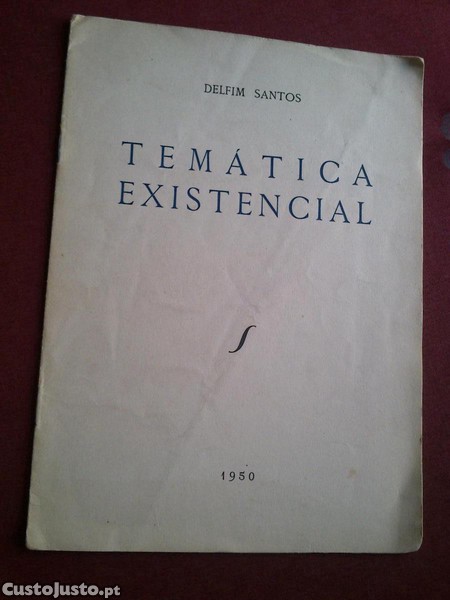 DELFIM SANTOS
TEMÁTICA
EXISTENCIAL
1950
CustoJusto.pt